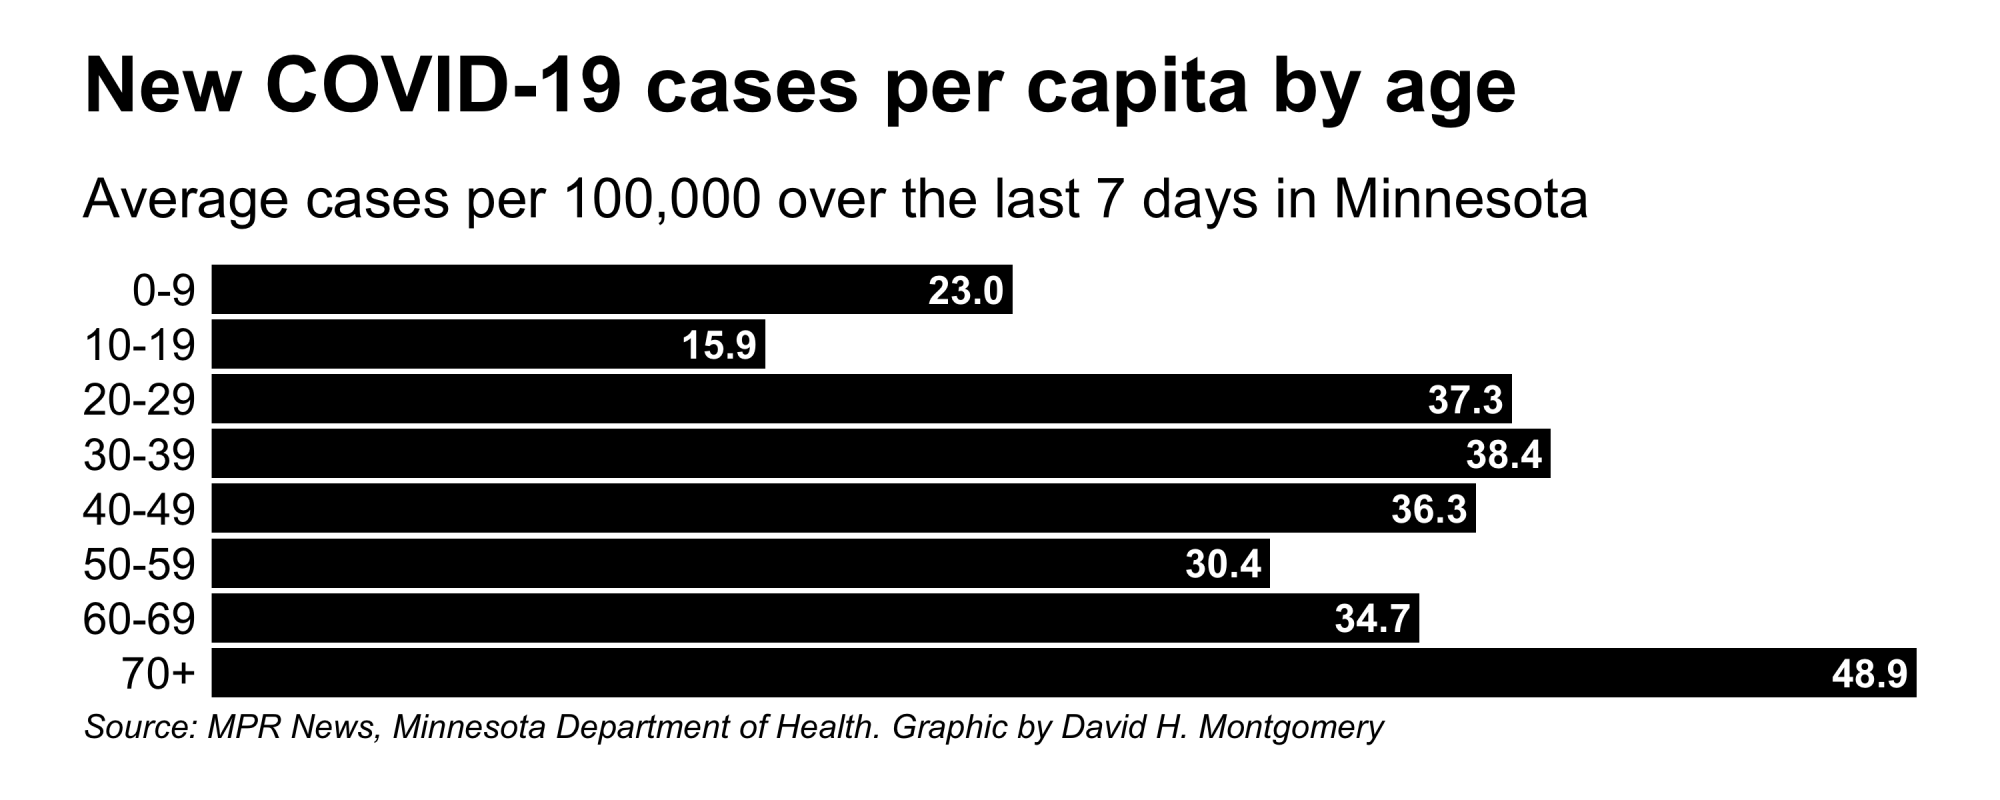 New COVID-19 cases per capita by age
Average cases per 100,000 over the last 7 days in Minnesota
0-9 23.0
10-19 15.9
20-29 37.3
30-39 38.4
40-49 36.3
50-59 30.4
60-69 34.7
70+ 48.9
Source: MPR News, Minnesota Department of Health. Graphic by David H. Montgomery